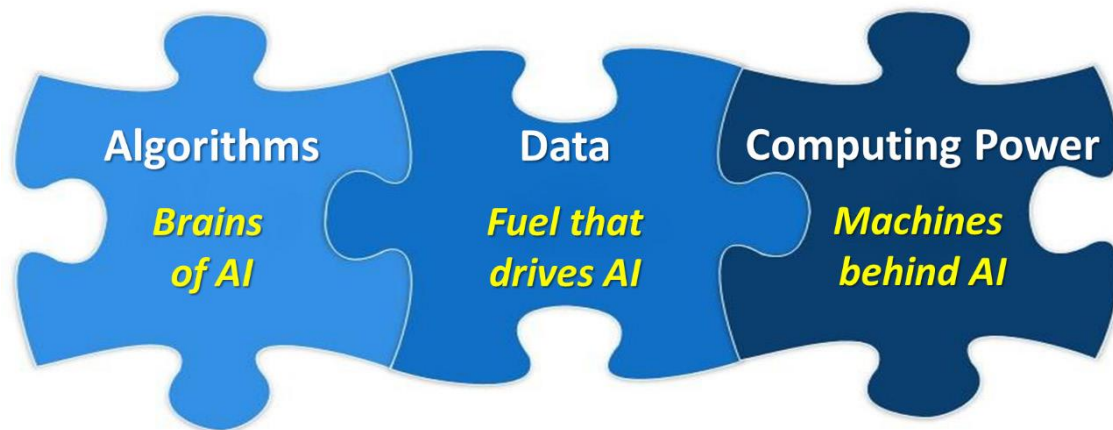 Algorithms
Brains
of AI
Data
Fuel that
drives AI
Computing Power
Machines
behind AI